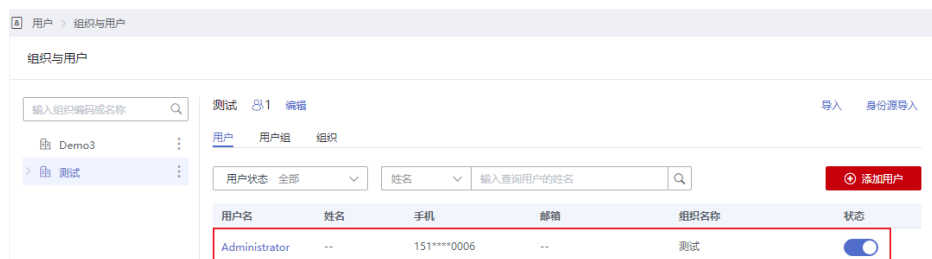 用户 > 组织与用户
组织与用户
输入组织编码或名称
Demo3
测试
测试 1 编辑
导入 身份源导入
用户 用户组 组织
用户状态 全部 姓名 输入查询用户的姓名 添加用户
用户名 姓名 手机 邮箱 组织名称 状态
Administrator -- 151****0006 -- 测试